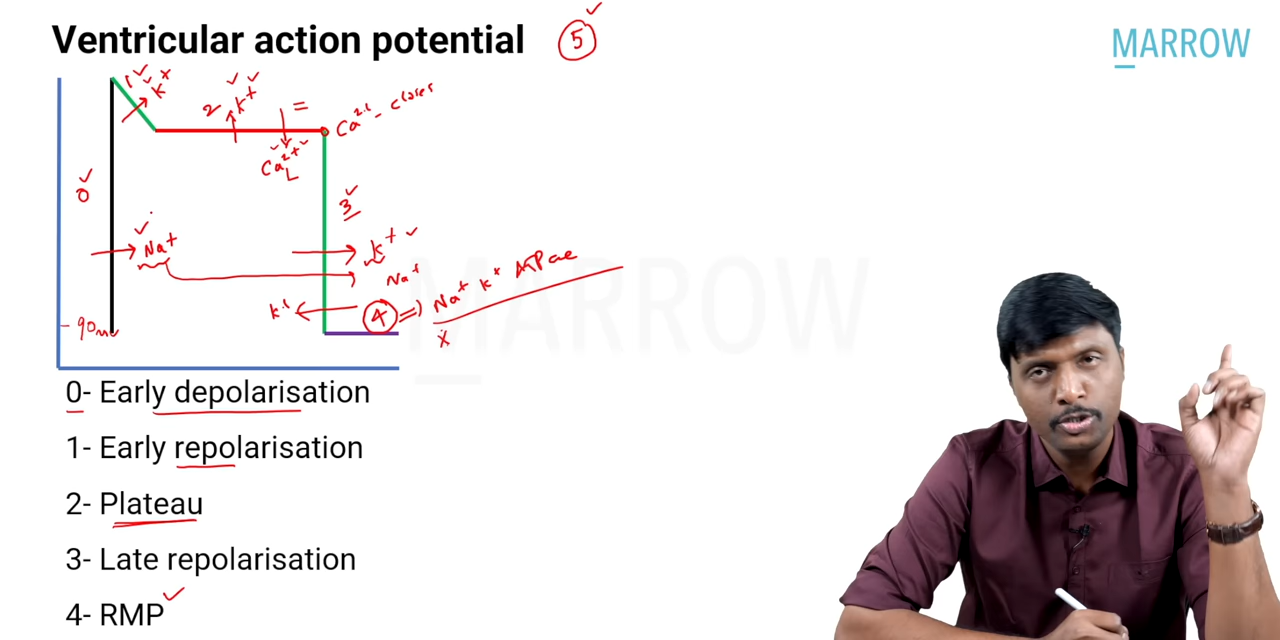 Ventricular action potential
5
MARROW
1 K+
2 K+ =
Ca2+ - closes
Ca2+
L
0
3
Na+
K+
Na+
K+
4 => Na+ K+ ATPase
- 90mv
MARROW
0- Early depolarisation
1- Early repolarisation
2- Plateau
3- Late repolarisation
4- RMP